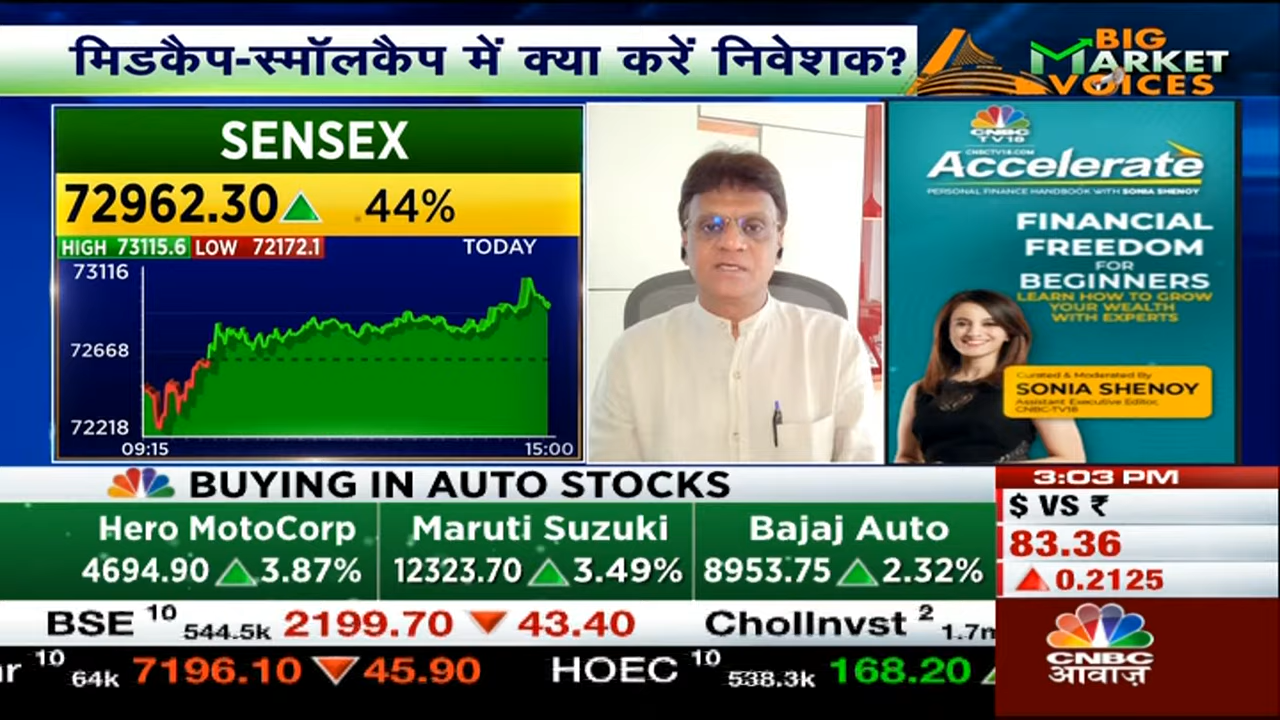 मिडकैप-स्मॉलकैप में क्या करें निवेशक?
BIG
MARKET
VOICES
SENSEX
72962.30 .44%
HIGH 73115.6 LOW 72172.1 TODAY
73116
72668
72218
09:15 15:00
CNBC
TV18
CNBCTV18.COM
Accelerate
PERSONAL FINANCE HANDBOOK WITH SONIA SHENOY
FINANCIAL
FREEDOM
FOR
BEGINNERS
LEARN HOW TO GROW
YOUR WEALTH
WITH EXPERTS
Curated & Moderated By
SONIA SHENOY
Assistant Executive Editor,
CNBC-TV18
BUYING IN AUTO STOCKS
Hero MotoCorp Maruti Suzuki Bajaj Auto
4694.90 3.87% 12323.70 3.49% 8953.75 2.32%
3:03 PM
$ VS ₹
83.36
0.2125
BSE 10 544.5k 2199.70 43.40 CholInvst 2 1.7m
r 10 64k 7196.10 45.90 HOEC 10 538.3k 168.20
CNBC
आवाज़